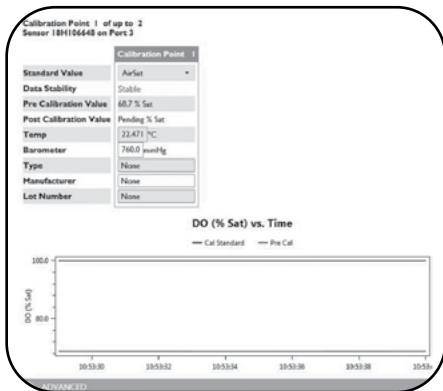 Calibration Point 1 of up to 2
Sensor 18H106648 on Port 3
Calibration Point 1
Standard Value AirSat
Data Stability Stable
Pre Calibration Value 68.7 % Sat
Post Calibration Value Pending % Sat
Temp 22.471 °C
Barometer 760.0 mmHg
Type None
Manufacturer None
Lot Number None
DO (% Sat) vs. Time
Cal Standard Pre Cal
100.0
DO (% Sat)
80.0
10:53:30 10:53:32 10:53:34 10:53:36 10:53:38 10:53:
ADVANCED